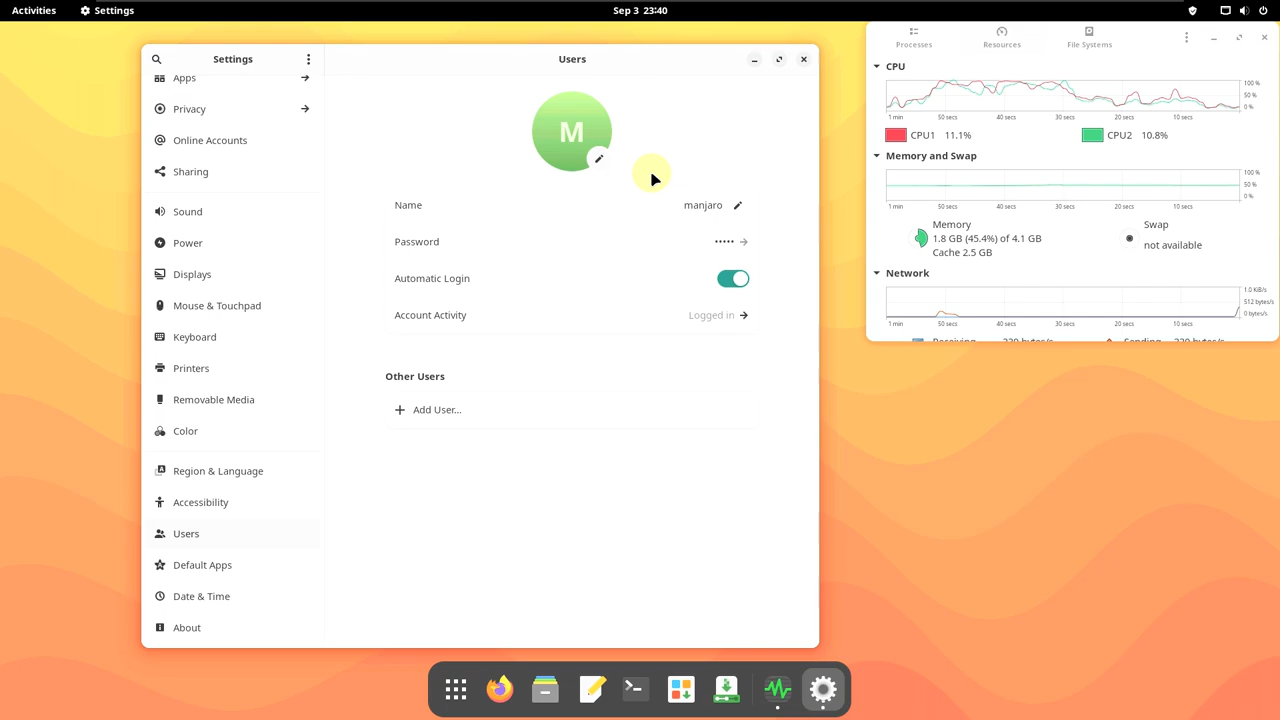 Activities
Settings
Sep 3 23:40
Settings
Apps
Privacy
Online Accounts
Sharing
Sound
Power
Displays
Mouse & Touchpad
Keyboard
Printers
Removable Media
Color
Region & Language
Accessibility
Users
Default Apps
Date & Time
About
Users
M
Name
manjaro
Password
•••••
Automatic Login
Account Activity
Logged in
Other Users
Add User...
Processes
Resources
File Systems
CPU
100 %
50 %
0 %
1 min 50 secs 40 secs 30 secs 20 secs 10 secs
CPU1 11.1%
CPU2 10.8%
Memory and Swap
100 %
50 %
0 %
1 min 50 secs 40 secs 30 secs 20 secs 10 secs
Memory
1.8 GB (45.4%) of 4.1 GB
Cache 2.5 GB
Swap
not available
Network
1.0 KiB/s
512 bytes/s
0 bytes/s
1 min 50 secs 40 secs 30 secs 20 secs 10 secs